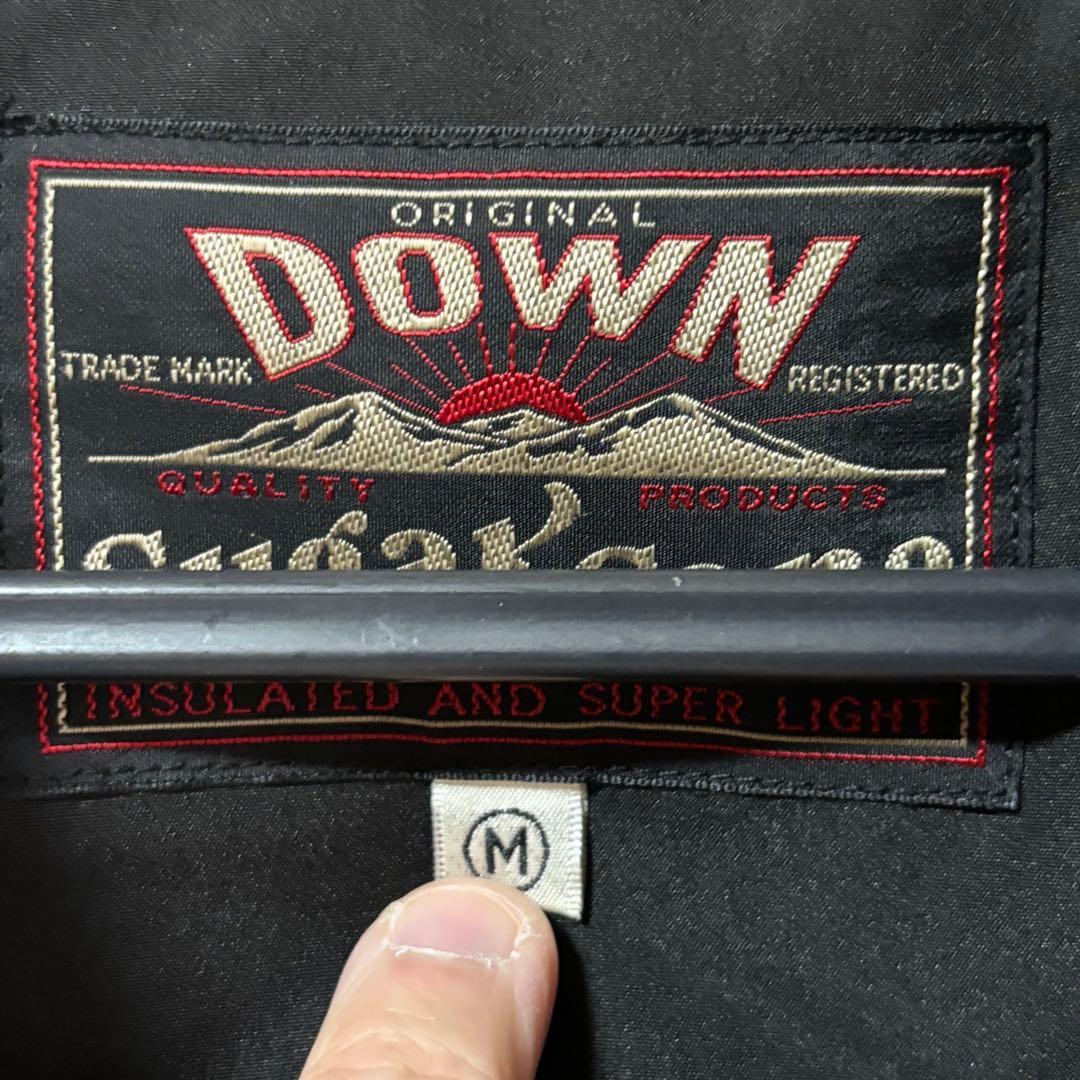 ORIGINAL
DOWN
TRADE MARK
REGISTERED
QUALITY
PRODUCTS
INSULATED AND SUPER LIGHT
M